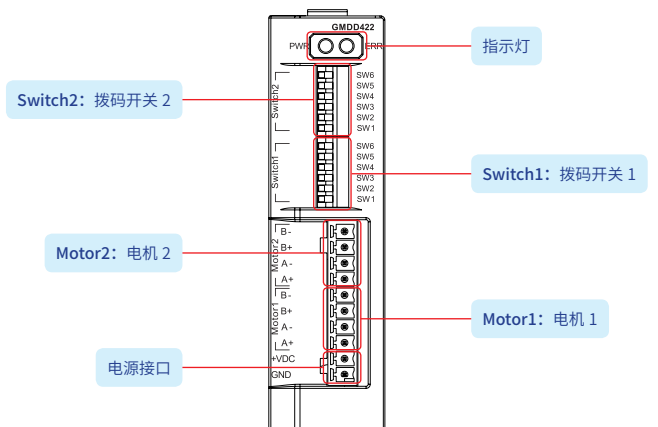 GMDD422
PWR
ERR
指示灯
Switch2
SW6
SW5
SW4
SW3
SW2
SW1
Switch2：拨码开关 2
Switch1
SW6
SW5
SW4
SW3
SW2
SW1
Switch1：拨码开关 1
Motor2
B-
B+
A-
A+
Motor2：电机 2
Motor1
B-
B+
A-
A+
Motor1：电机 1
+VDC
GND
电源接口